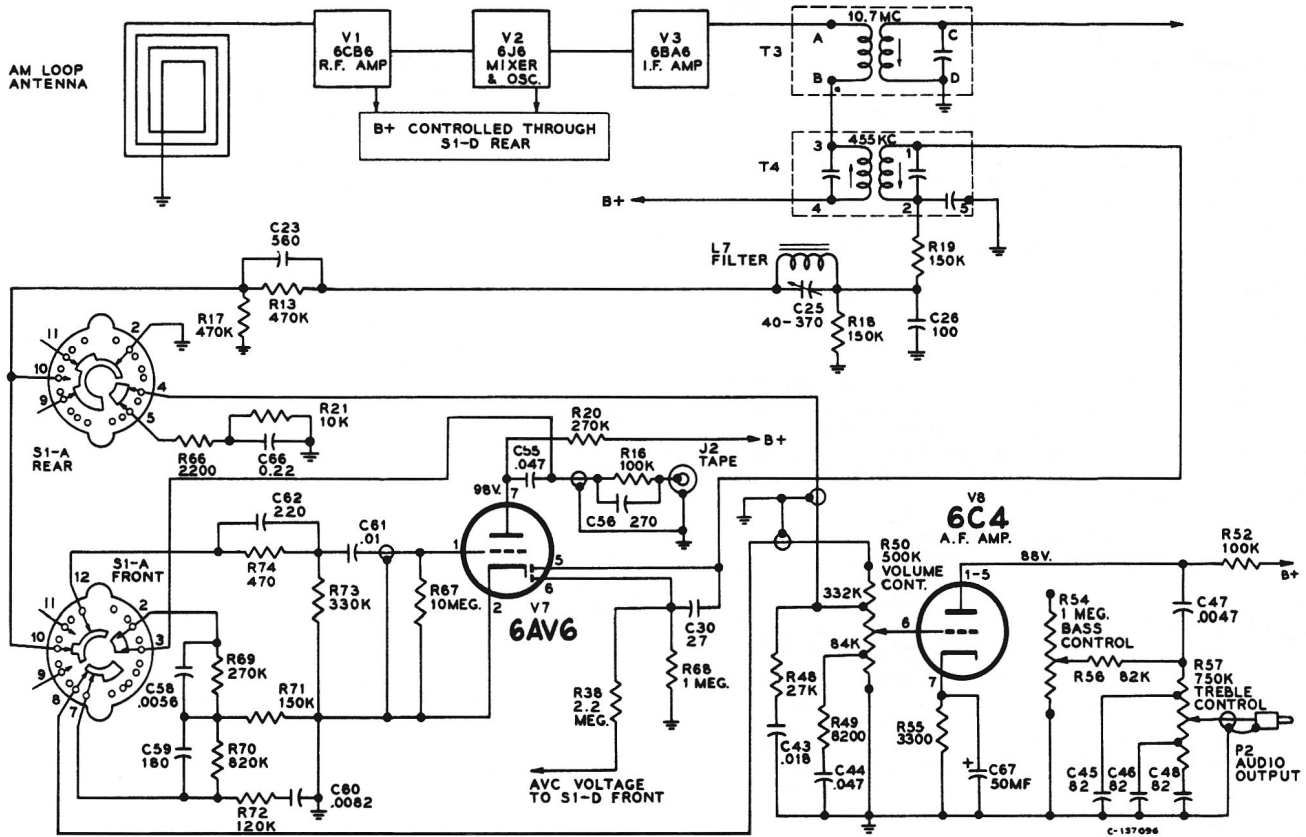 AM LOOP
ANTENNA
V1
6CB6
R.F. AMP
V2
6J6
MIXER
& OSC.
V3
6BA6
I.F. AMP
B+ CONTROLLED THROUGH
S1-D REAR
10.7MC
A
C
T3
B
D
455KC
3
1
T4
4
2
5
B+
C23
560
R13
470K
R17
470K
L7
FILTER
C25
40-370
R18
150K
R19
150K
C26
100
11
2
10
4
9
5
S1-A
REAR
R66
2200
R21
10K
C66
0.22
R20
270K
B+
C55
.047
R16
100K
J2
TAPE
C56
270
98V.
7
C62
220
C61
.01
R74
470
R73
330K
1
R67
10MEG.
2
5
6
V7
6AV6
C30
27
R68
1 MEG.
R38
2.2
MEG.
AVC VOLTAGE
TO S1-D FRONT
S1-A
FRONT
12
11
2
10
3
9
8
7
C58
.0056
R69
270K
R71
150K
C59
180
R70
820K
R72
120K
C60
.0082
R50
500K
VOLUME
CONT.
332K
84K
R48
27K
C43
.018
R49
8200
C44
.047
V8
6C4
A.F. AMP.
88V.
1-5
6
7
R55
3300
C67
50MF
+
R52
100K
B+
C47
.0047
R54
1 MEG.
BASS
CONTROL
R56
82K
R57
750K
TREBLE
CONTROL
P2
AUDIO
OUTPUT
C45
82
C46
82
C48
82
C-137096